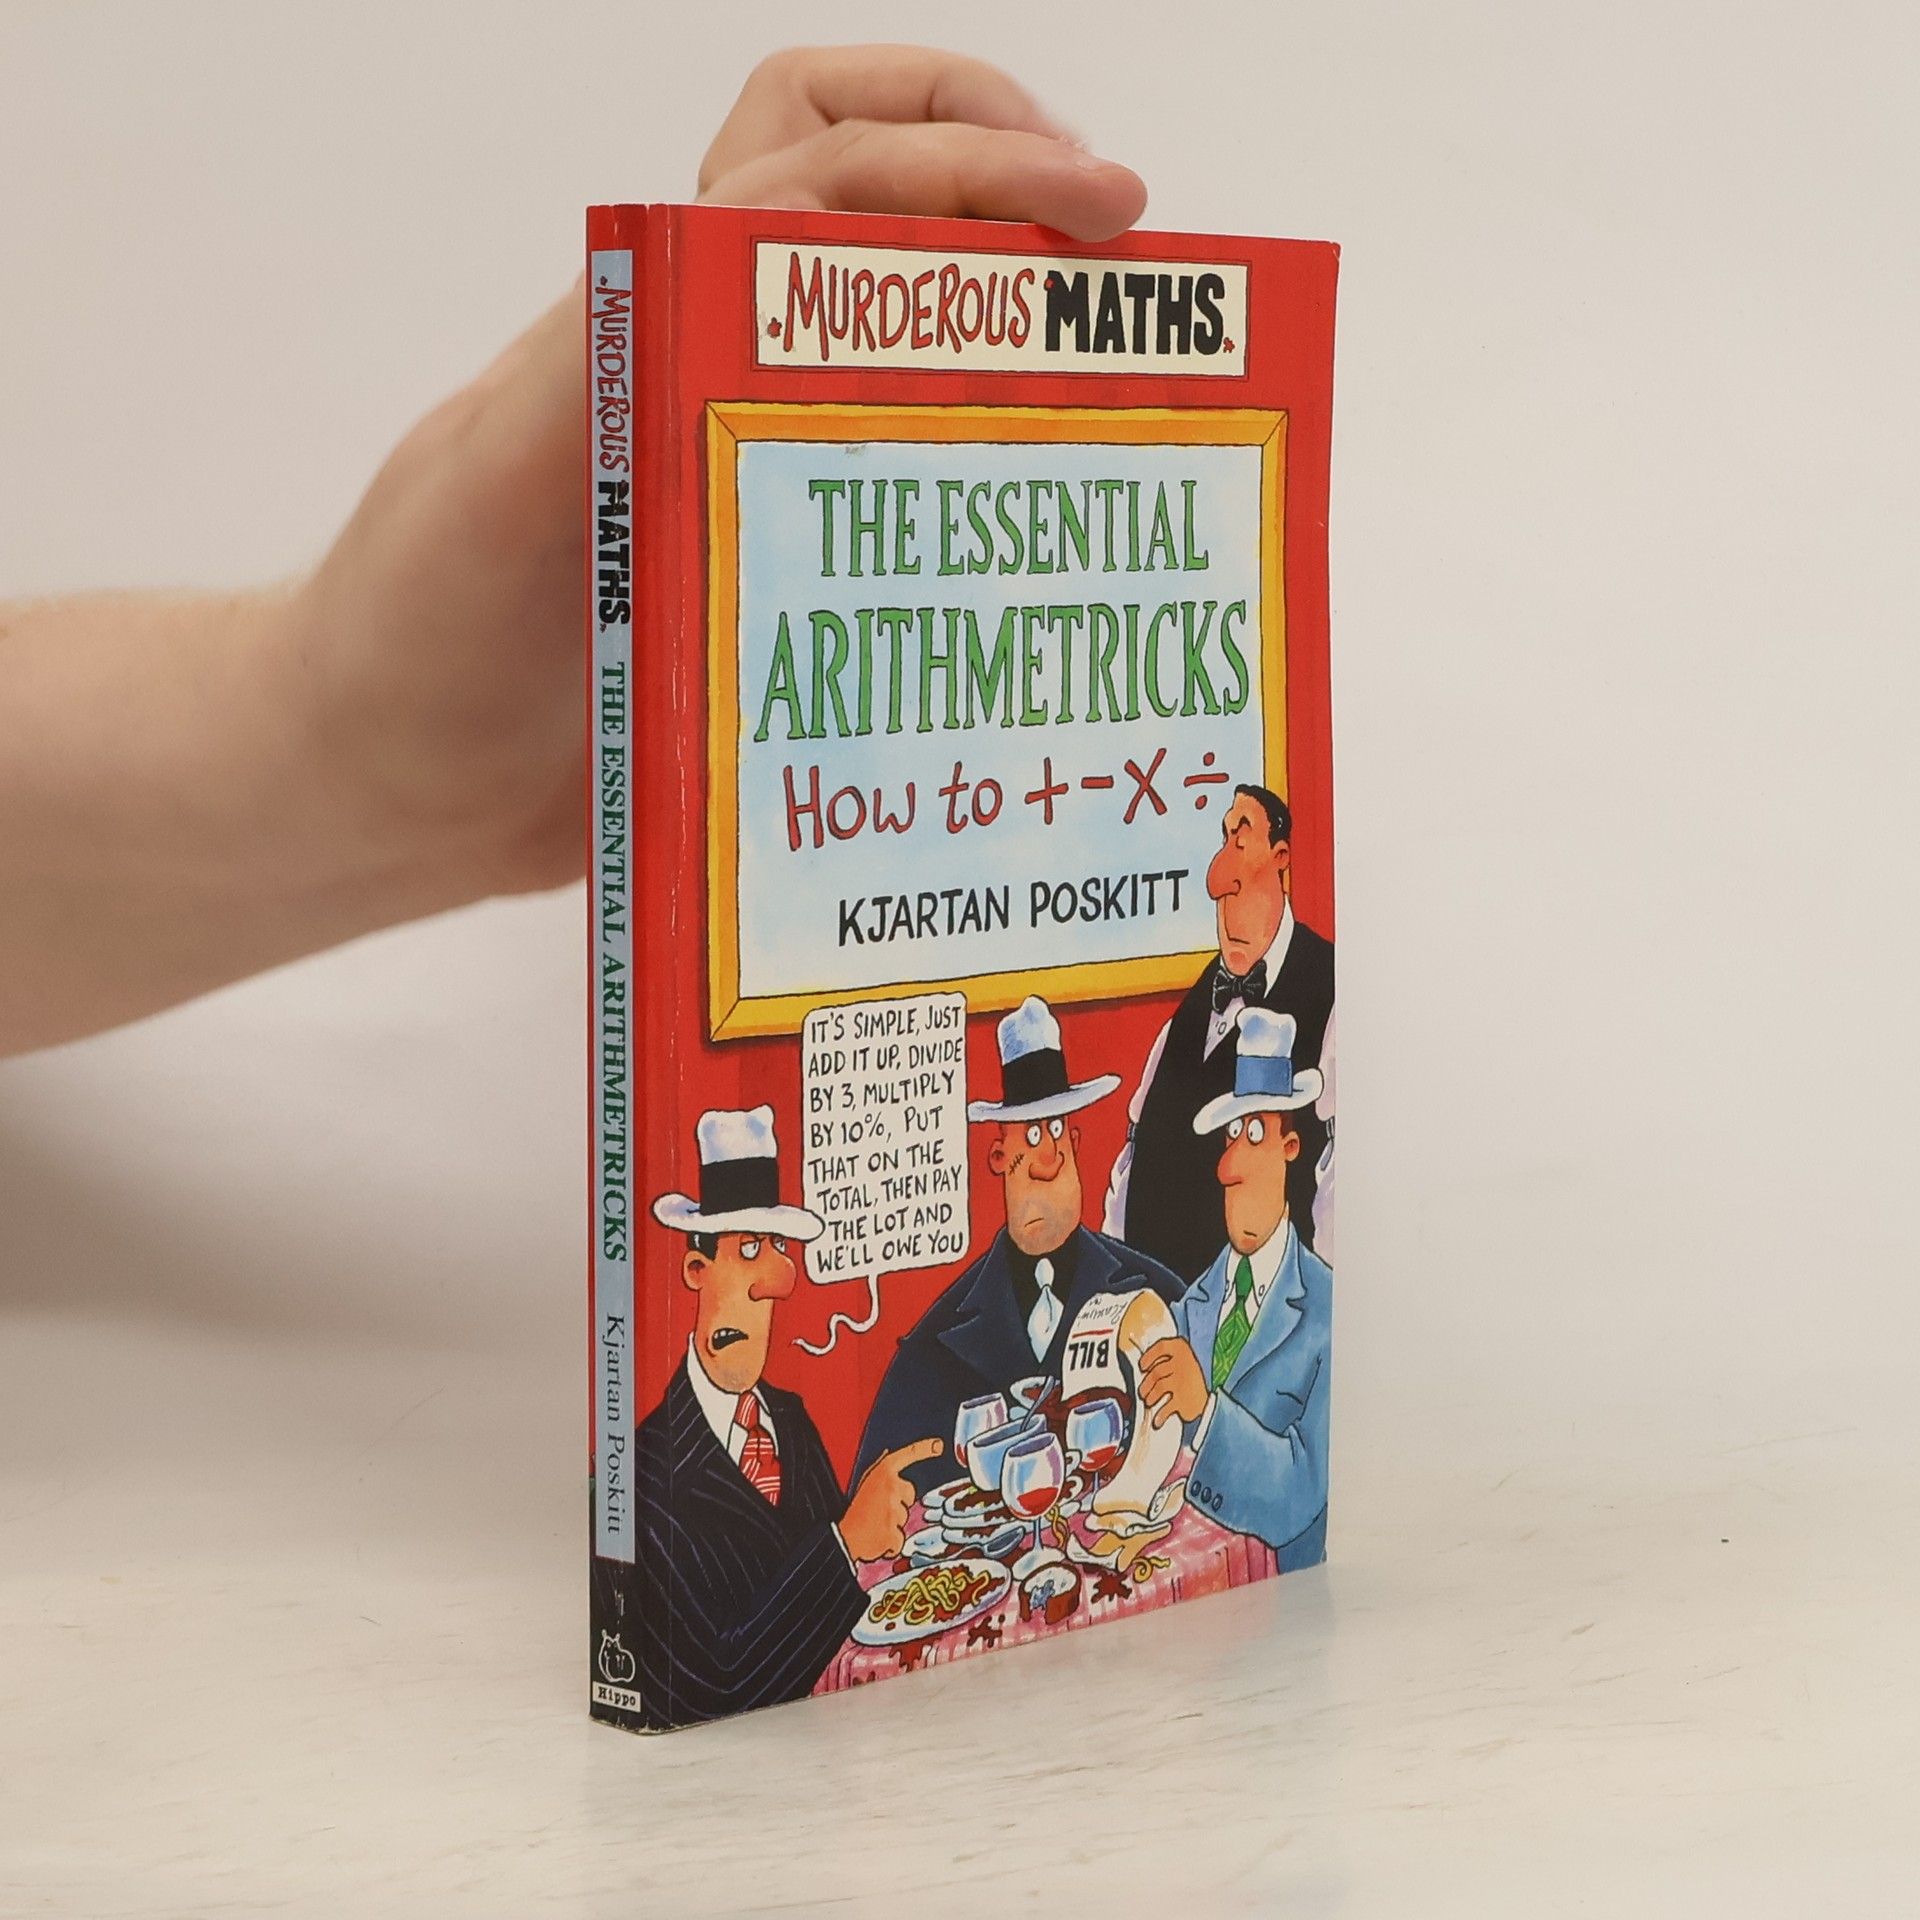 MURDEROUS MATHS
THE ESSENTIAL
ARITHMETRICKS
How to + - x ÷
KJARTAN POSKITT
IT'S SIMPLE, JUST
ADD IT UP, DIVIDE
BY 3, MULTIPLY
BY 10%, PUT
THAT ON THE
TOTAL, THEN PAY
THE LOT AND
WE'LL OWE YOU
BILL
MURDEROUS MATHS THE ESSENTIAL ARITHMETRICKS Kjartan Poskitt
Hippo